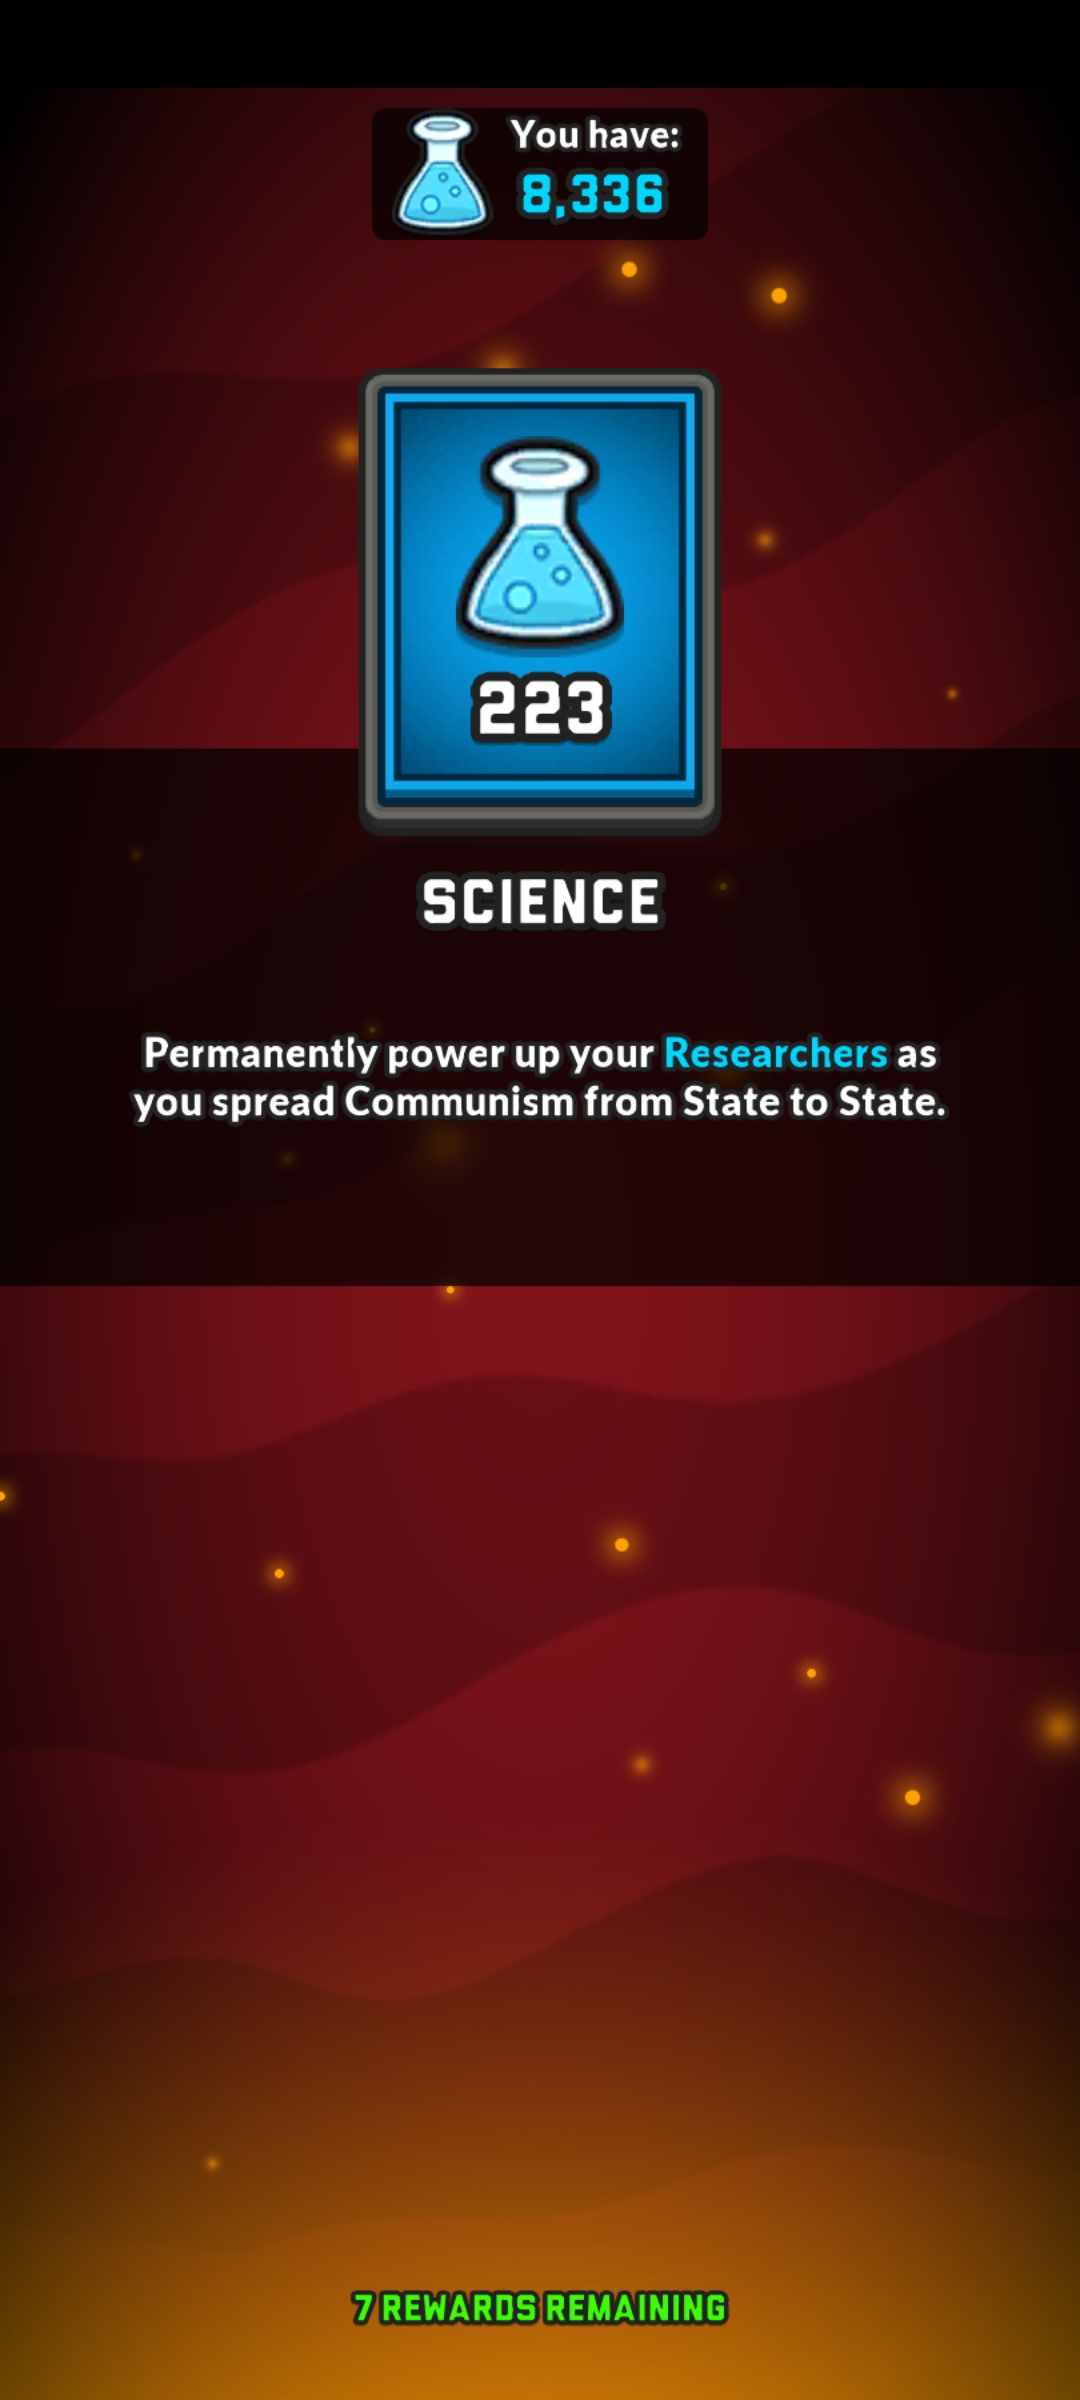 You have:
8,336
223
SCIENCE
Permanently power up your Researchers as
you spread Communism from State to State.
7 REWARDS REMAINING